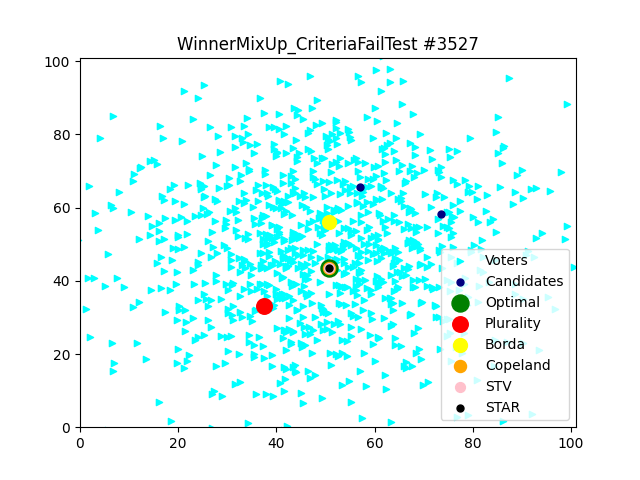 WinnerMixUp_CriteriaFailTest #3527
100
80
60
40
20
0
0 20 40 60 80 100
Voters
Candidates
Optimal
Plurality
Borda
Copeland
STV
STAR